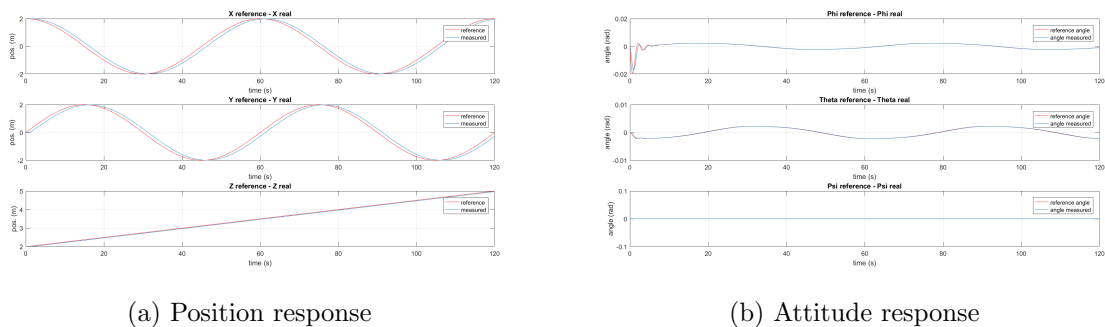 X reference - X real
2
0
-2
pos. (m)
reference
measured
0 20 40 60 80 100 120
time (s)
Y reference - Y real
2
0
-2
pos. (m)
reference
measured
0 20 40 60 80 100 120
time (s)
Z reference - Z real
5
4
3
2
pos. (m)
reference
measured
0 20 40 60 80 100 120
time (s)
(a) Position response
Phi reference - Phi real
0.02
0
-0.02
angle (rad)
reference angle
angle measured
0 20 40 60 80 100 120
time (s)
Theta reference - Theta real
0.01
0
-0.01
angle (rad)
reference angle
angle measured
0 20 40 60 80 100 120
time (s)
Psi reference - Psi real
0.1
0
-0.1
angle (rad)
reference angle
angle measured
0 20 40 60 80 100 120
time (s)
(b) Attitude response